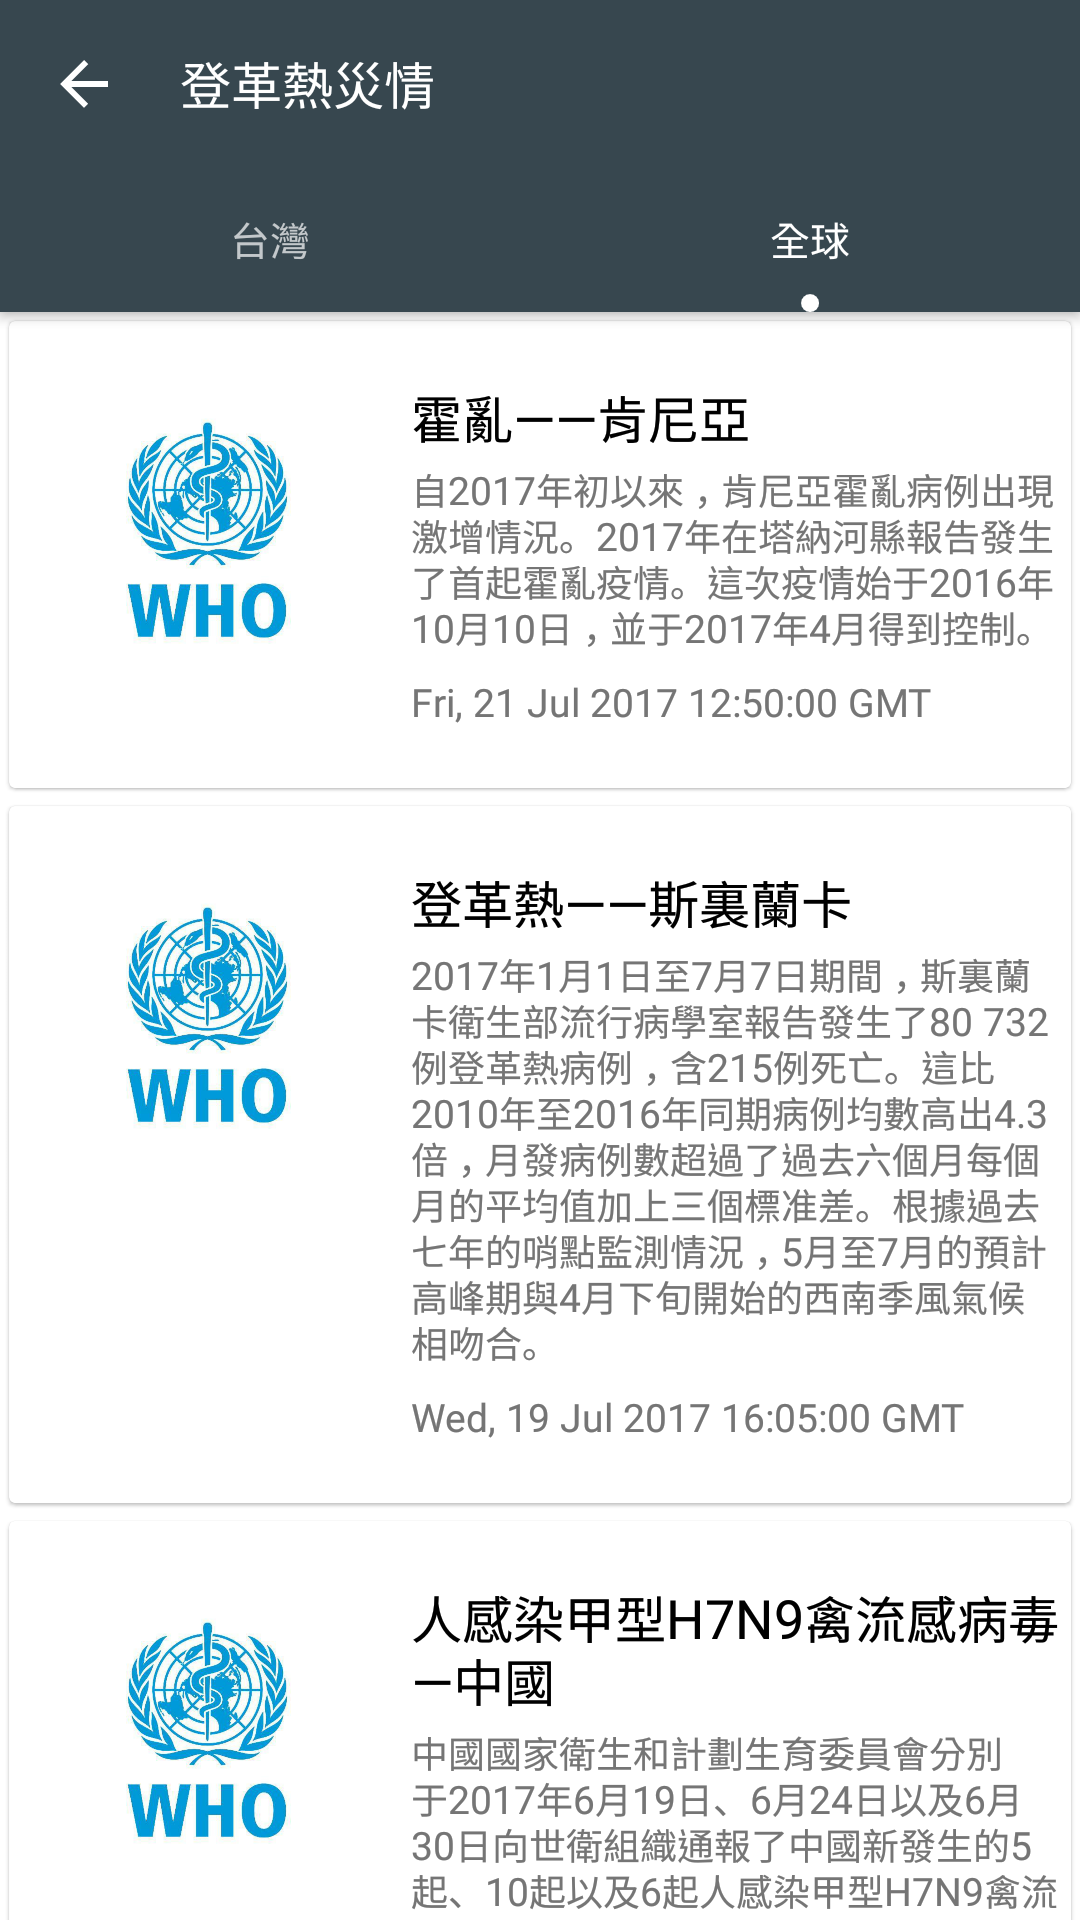 登革熱災情
台灣
全球
霍亂——肯尼亞
自2017年初以來，肯尼亞霍亂病例出現
激增情況。2017年在塔納河縣報告發生
了首起霍亂疫情。這次疫情始于2016年
10月10日，並于2017年4月得到控制。
Fri, 21 Jul 2017 12:50:00 GMT
WHO
登革熱——斯裏蘭卡
2017年1月1日至7月7日期間，斯裏蘭
卡衛生部流行病學室報告發生了80 732
例登革熱病例，含215例死亡。這比
2010年至2016年同期病例均數高出4.3
倍，月發病例數超過了過去六個月每個
月的平均值加上三個標准差。根據過去
七年的哨點監測情況，5月至7月的預計
高峰期與4月下旬開始的西南季風氣候
相吻合。
Wed, 19 Jul 2017 16:05:00 GMT
WHO
人感染甲型H7N9禽流感病毒
—中國
中國國家衛生和計劃生育委員會分別
于2017年6月19日、6月24日以及6月
30日向世衛組織通報了中國新發生的5
起、10起以及6起人感染甲型H7N9禽流
WHO